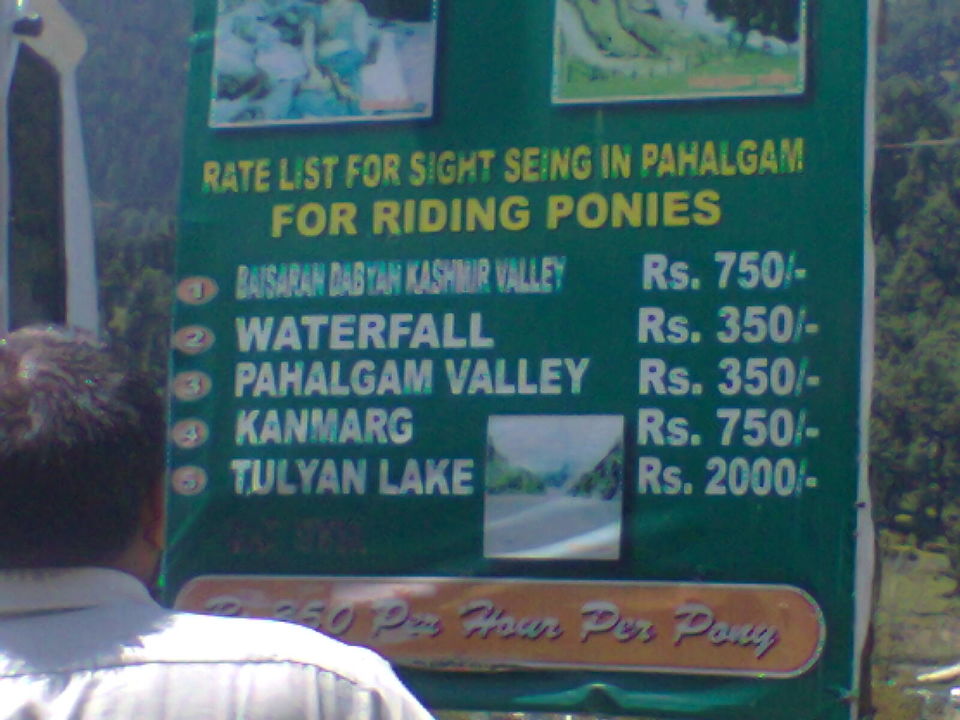 RATE LIST FOR SIGHT SEING IN PAHALGAM
FOR RIDING PONIES
1 BAISARAN DABYAN KASHMIR VALLEY Rs. 750/-
2 WATERFALL Rs. 350/-
3 PAHALGAM VALLEY Rs. 350/-
4 KANMARG Rs. 750/-
5 TULYAN LAKE Rs. 2000/-
Rs 350 Per Hour Per Pony